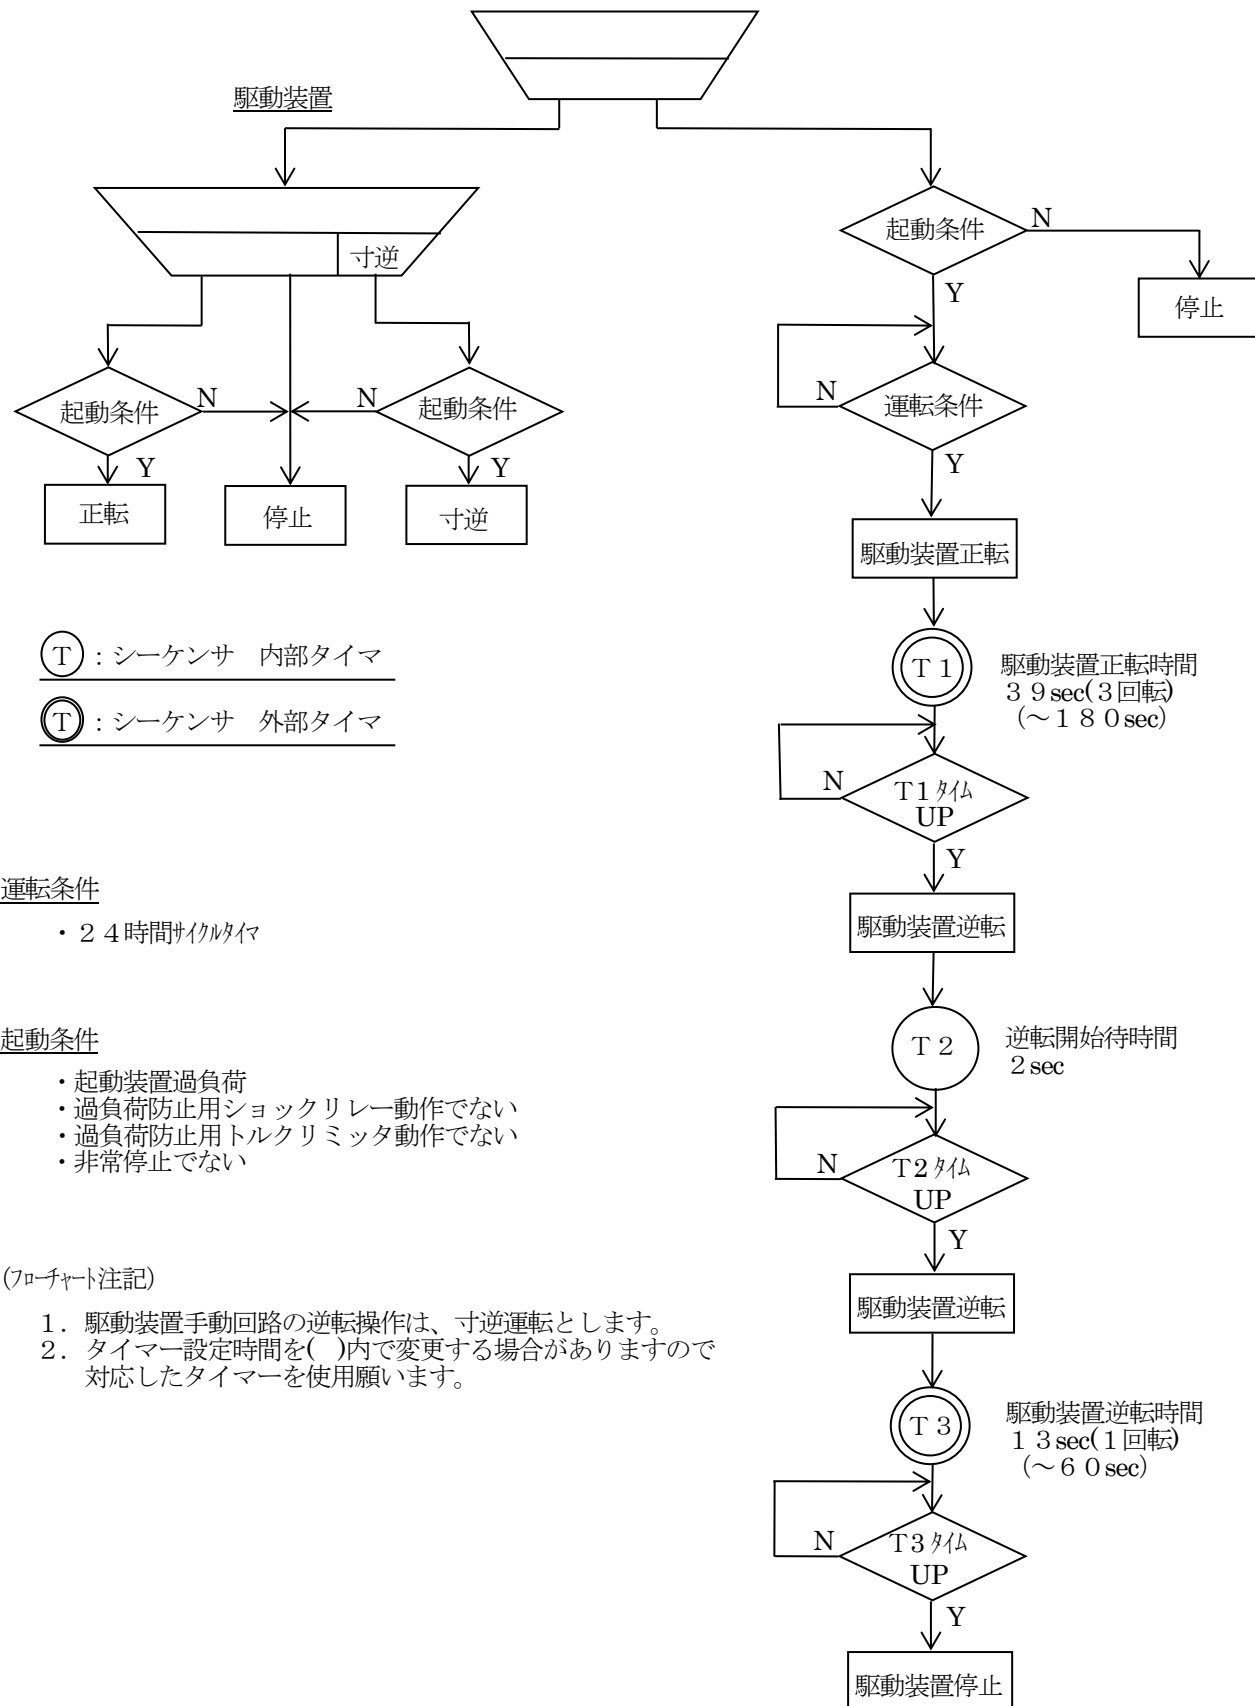 駆動装置
寸逆
起動条件
N
N
起動条件
Y
Y
正転
停止
寸逆
Ｔ：シーケンサ　内部タイマ
Ｔ：シーケンサ　外部タイマ
運転条件
・２４時間ｻｲｸﾙﾀｲﾏ
起動条件
・起動装置過負荷
・過負荷防止用ショックリレー動作でない
・過負荷防止用トルクリミッタ動作でない
・非常停止でない
(ﾌﾛｰﾁｬｰﾄ注記)
１．駆動装置手動回路の逆転操作は、寸逆運転とします。
２．タイマー設定時間を( )内で変更する場合がありますので
対応したタイマーを使用願います。
起動条件
N
停止
Y
N
運転条件
Y
駆動装置正転
Ｔ１
駆動装置正転時間
３９sec(３回転)
(～１８０sec)
N
Ｔ１ﾀｲﾑ
UP
Y
駆動装置逆転
Ｔ２
逆転開始待時間
２sec
N
Ｔ２ﾀｲﾑ
UP
Y
駆動装置逆転
Ｔ３
駆動装置逆転時間
１３sec(１回転)
(～６０sec)
N
Ｔ３ﾀｲﾑ
UP
Y
駆動装置停止